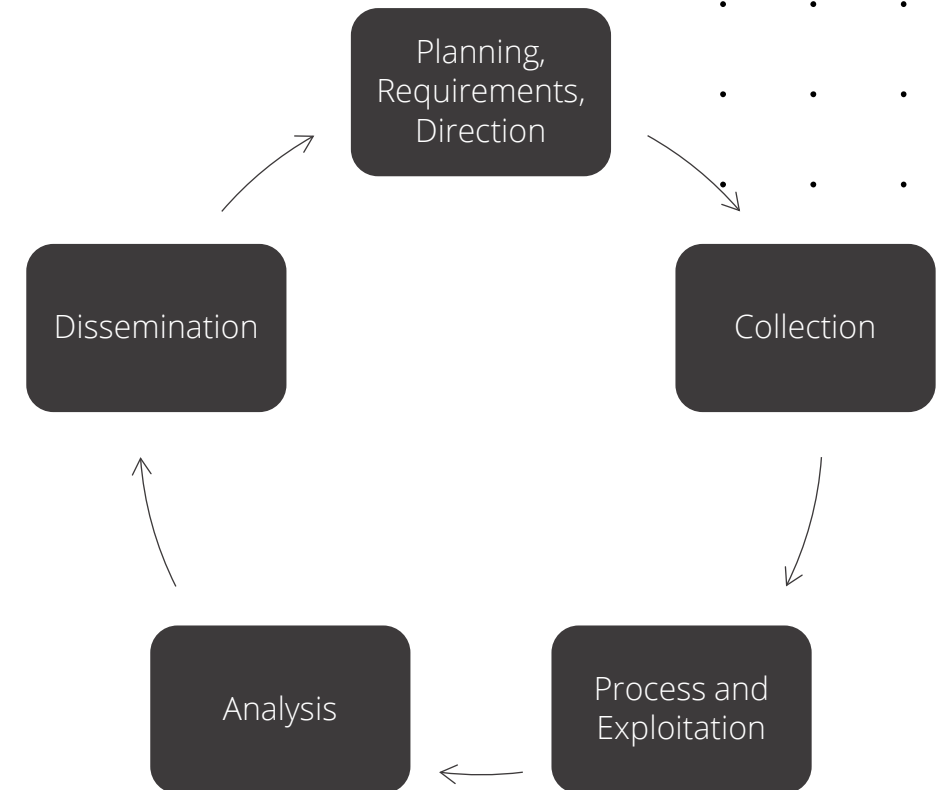 Planning,
Requirements,
Direction
Collection
Process and
Exploitation
Analysis
Dissemination